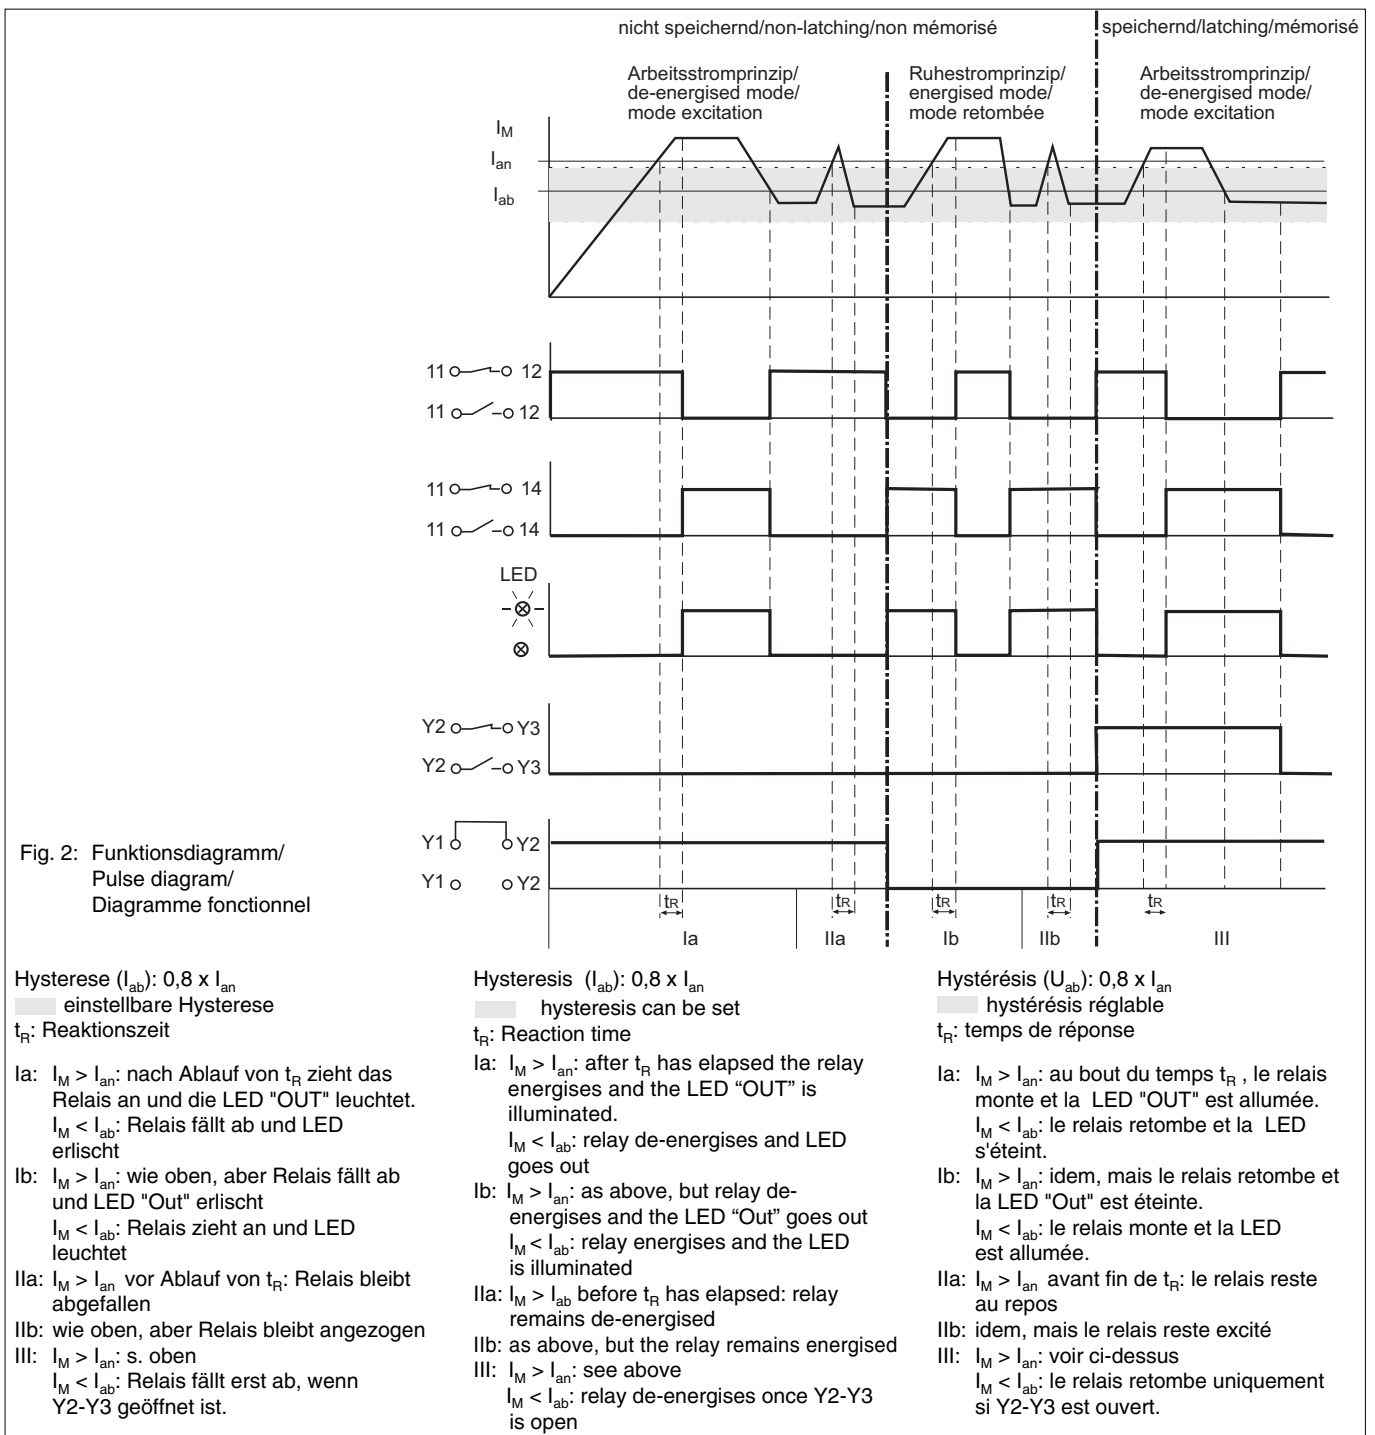 nicht speichernd/non-latching/non mémorisé
speichernd/latching/mémorisé
Arbeitsstromprinzip/
de-energised mode/
mode excitation
Ruhestromprinzip/
energised mode/
mode retombée
Arbeitsstromprinzip/
de-energised mode/
mode excitation
IM
Ian
Iab
11 12
11 12
11 14
11 14
LED
Y2 Y3
Y2 Y3
Y1 Y2
Y1 Y2
tR tR tR tR tR
Ia IIa Ib IIb III
Fig. 2: Funktionsdiagramm/
Pulse diagram/
Diagramme fonctionnel
Hysterese (Iab): 0,8 x Ian
einstellbare Hysterese
tR: Reaktionszeit
Ia: IM > Ian: nach Ablauf von tR zieht das
Relais an und die LED "OUT" leuchtet.
IM < Iab: Relais fällt ab und LED
erlischt
Ib: IM > Ian: wie oben, aber Relais fällt ab
und LED "Out" erlischt
IM < Iab: Relais zieht an und LED
leuchtet
IIa: IM > Ian vor Ablauf von tR: Relais bleibt
abgefallen
IIb: wie oben, aber Relais bleibt angezogen
III: IM > Ian: s. oben
IM < Iab: Relais fällt erst ab, wenn
Y2-Y3 geöffnet ist.
Hysteresis (Iab): 0,8 x Ian
hysteresis can be set
tR: Reaction time
Ia: IM > Ian: after tR has elapsed the relay
energises and the LED “OUT” is
illuminated.
IM < Iab: relay de-energises and LED
goes out
Ib: IM > Ian: as above, but relay de-
energises and the LED “Out” goes out
IM < Iab: relay energises and the LED
is illuminated
IIa: IM > Iab before tR has elapsed: relay
remains de-energised
IIb: as above, but the relay remains energised
III: IM > Ian: see above
IM < Iab: relay de-energises once Y2-Y3
is open
Hystérésis (Uab): 0,8 x Ian
hystérésis réglable
tR: temps de réponse
Ia: IM > Ian: au bout du temps tR , le relais
monte et la LED "OUT" est allumée.
IM < Iab: le relais retombe et la LED
s'éteint.
Ib: IM > Ian: idem, mais le relais retombe et
la LED "Out" est éteinte.
IM < Iab: le relais monte et la LED
est allumée.
IIa: IM > Ian avant fin de tR: le relais reste
au repos
IIb: idem, mais le relais reste excité
III: IM > Ian: voir ci-dessus
IM < Iab: le relais retombe uniquement
si Y2-Y3 est ouvert.